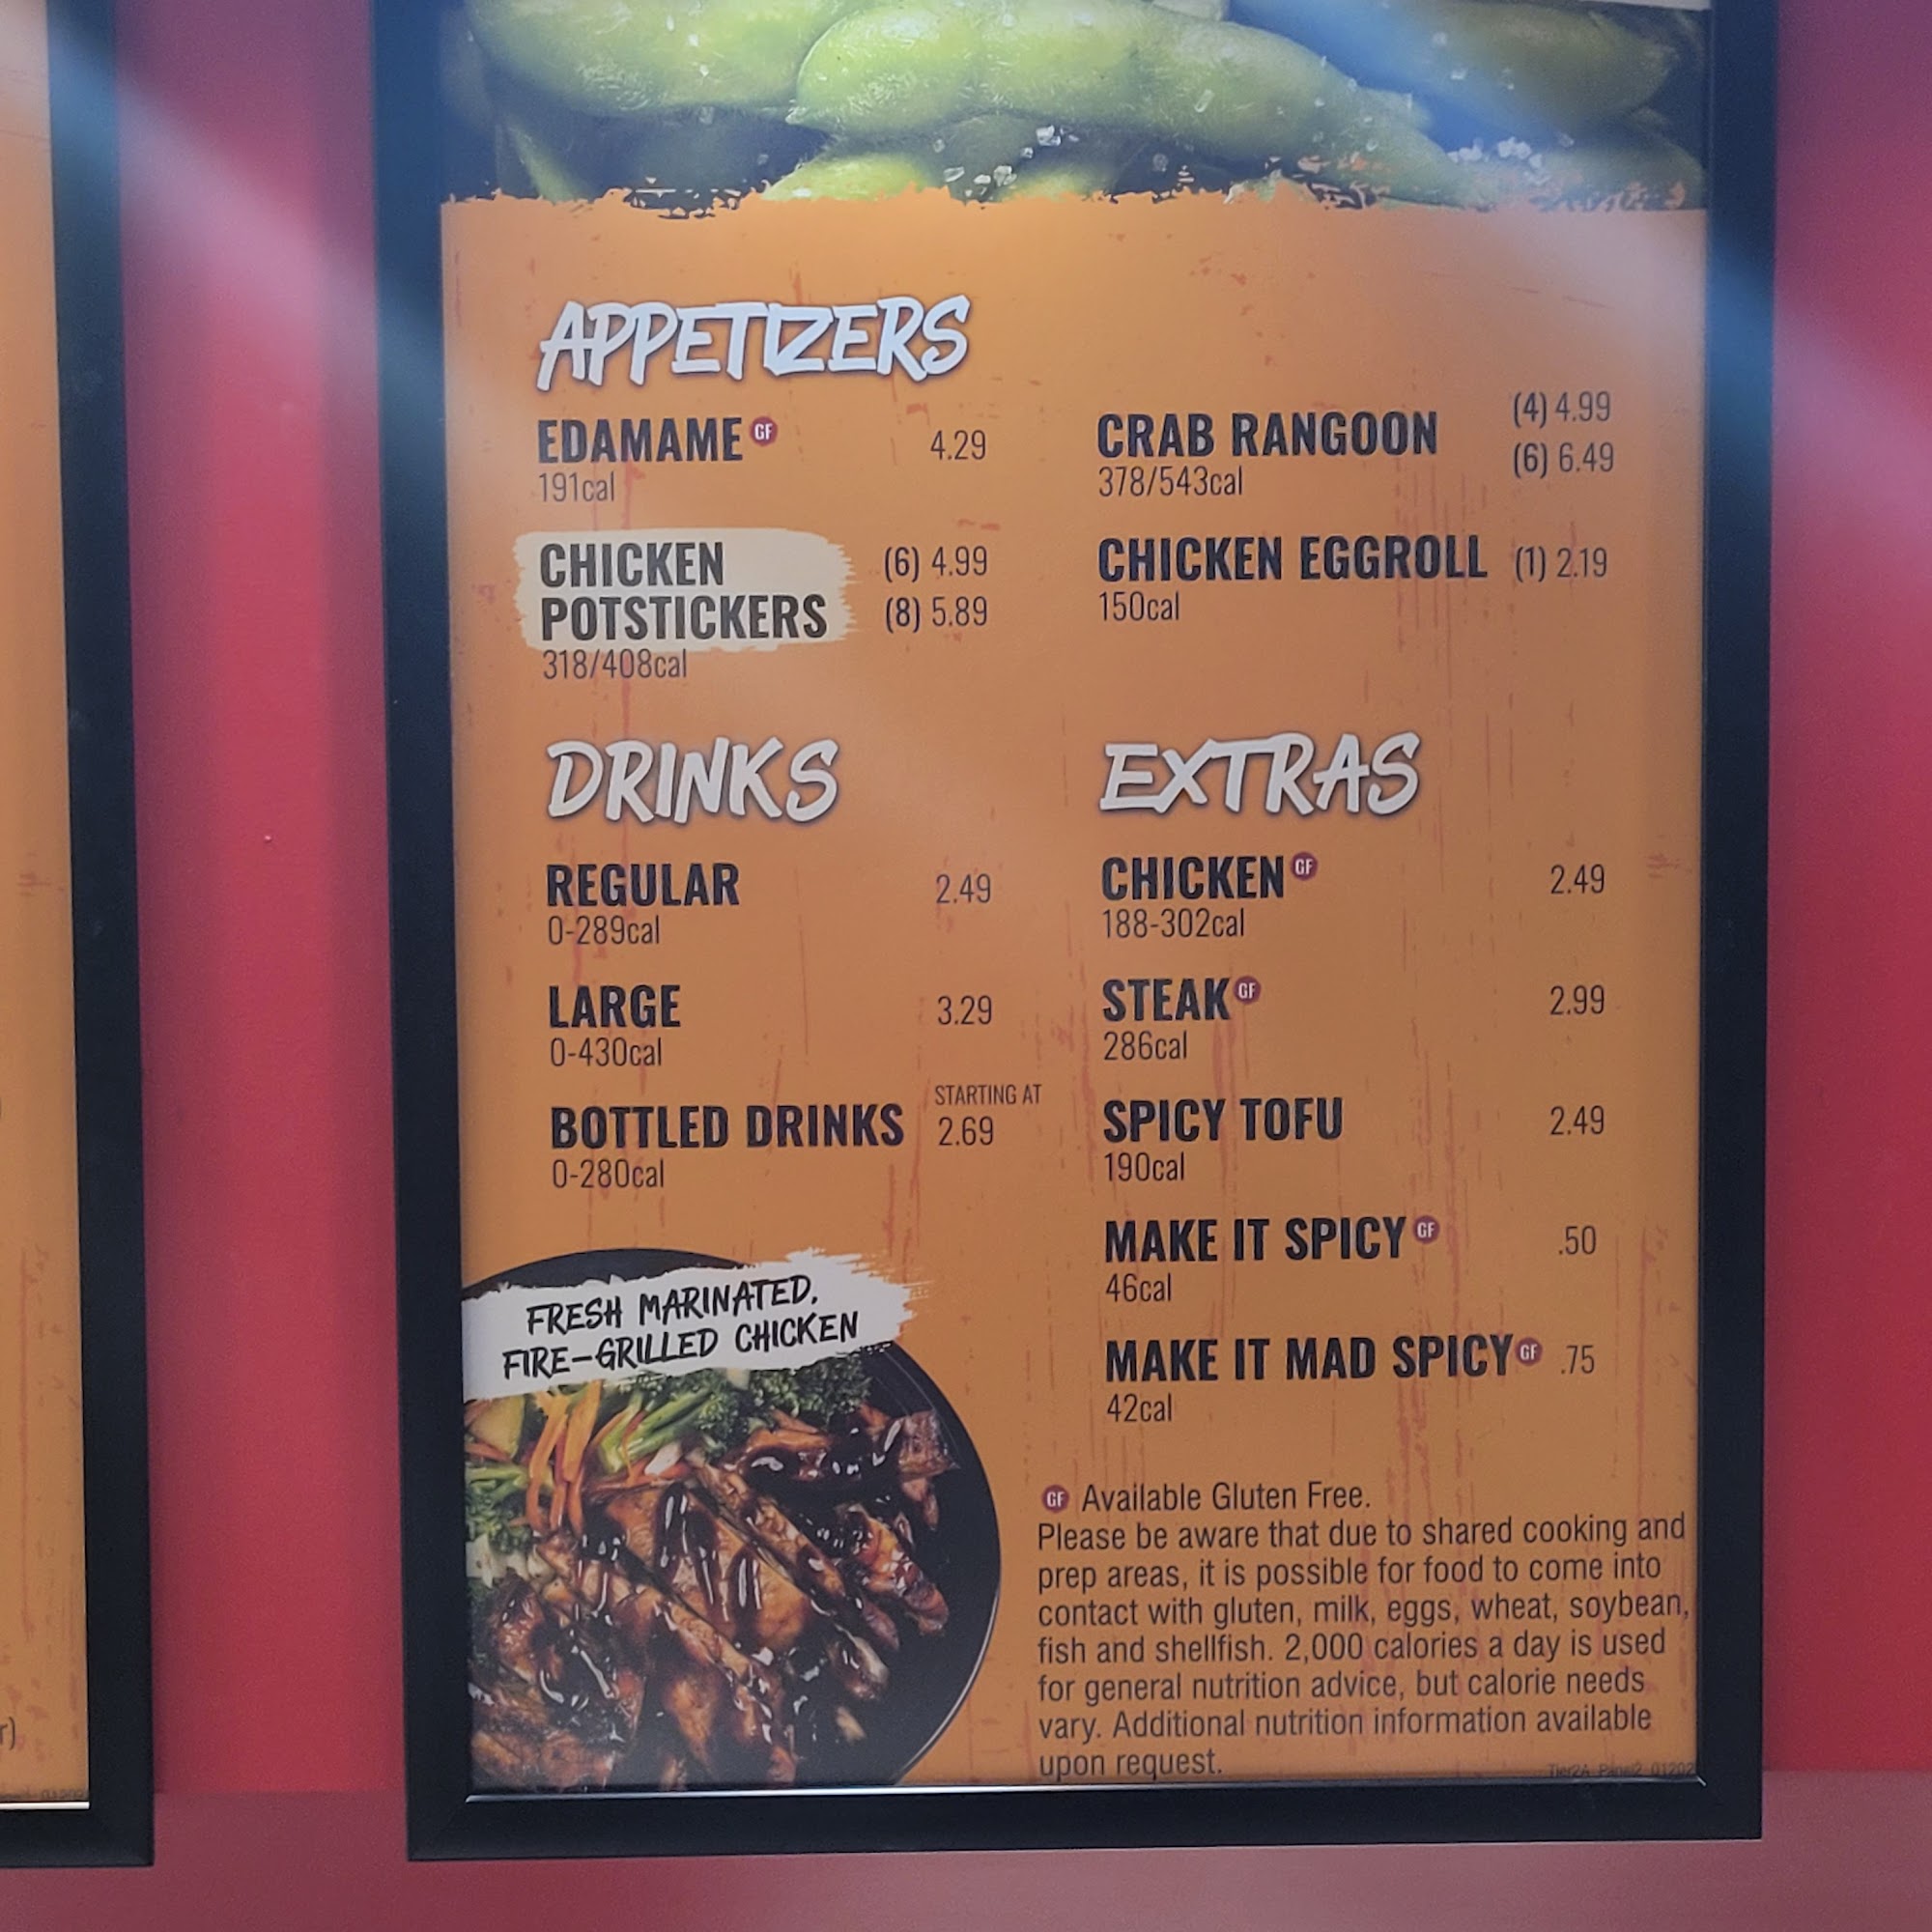 APPETIZERS
EDAMAME GF 4.29
191cal
CHICKEN
POTSTICKERS
(6) 4.99
(8) 5.89
318/408cal
CRAB RANGOON
(4) 4.99
(6) 6.49
378/543cal
CHICKEN EGGROLL (1) 2.19
150cal
DRINKS
REGULAR 2.49
0-289cal
LARGE 3.29
0-430cal
BOTTLED DRINKS
STARTING AT
2.69
0-280cal
EXTRAS
CHICKEN GF 2.49
188-302cal
STEAK GF 2.99
286cal
SPICY TOFU 2.49
190cal
MAKE IT SPICY GF .50
46cal
MAKE IT MAD SPICY GF .75
42cal
FRESH MARINATED,
FIRE-GRILLED CHICKEN
GF Available Gluten Free.
Please be aware that due to shared cooking and
prep areas, it is possible for food to come into
contact with gluten, milk, eggs, wheat, soybean,
fish and shellfish. 2,000 calories a day is used
for general nutrition advice, but calorie needs
vary. Additional nutrition information available
upon request.
Tier2A Panel2